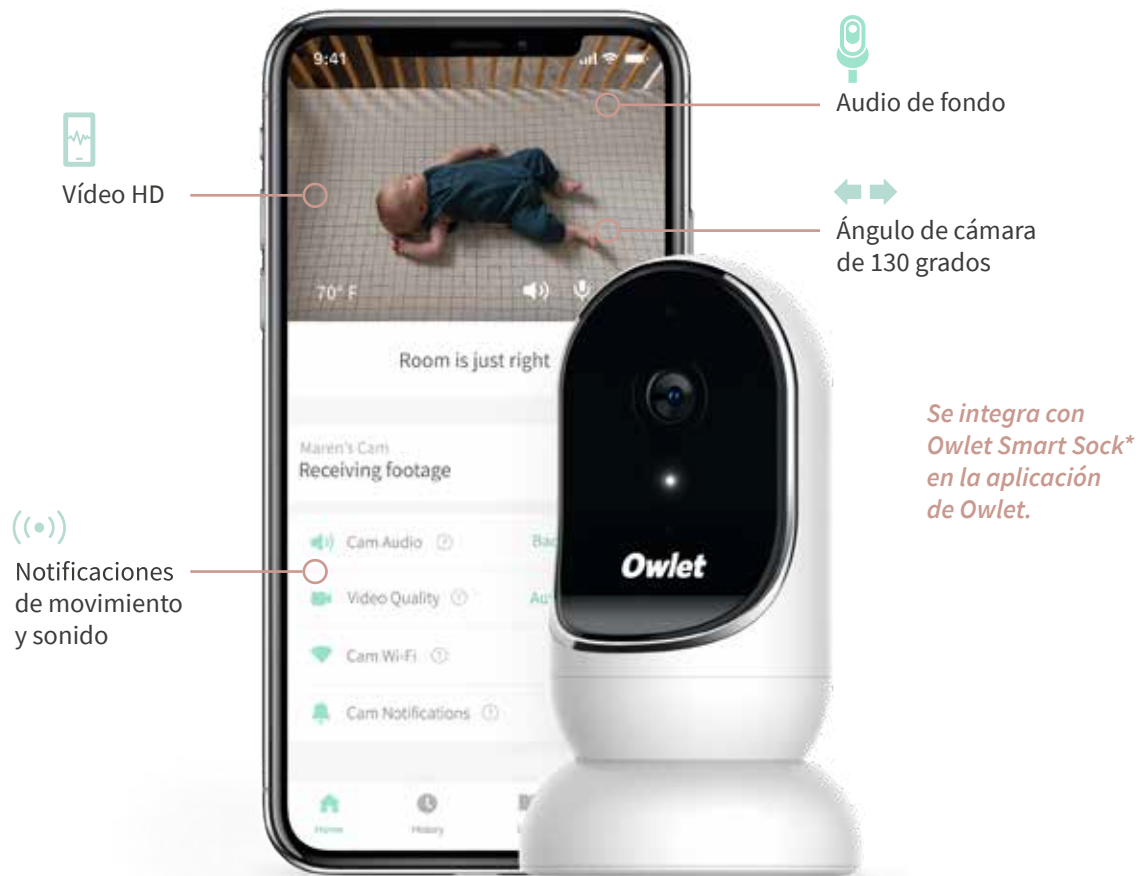 9:41
Audio de fondo
Vídeo HD
Ángulo de cámara
de 130 grados
70° F
Room is just right
Se integra con
Owlet Smart Sock*
en la aplicación
de Owlet.
Maren's Cam
Receiving footage
Notificaciones
de movimiento
y sonido
Cam Audio
Video Quality
Cam Wi-Fi
Cam Notifications
Owlet
Home
History